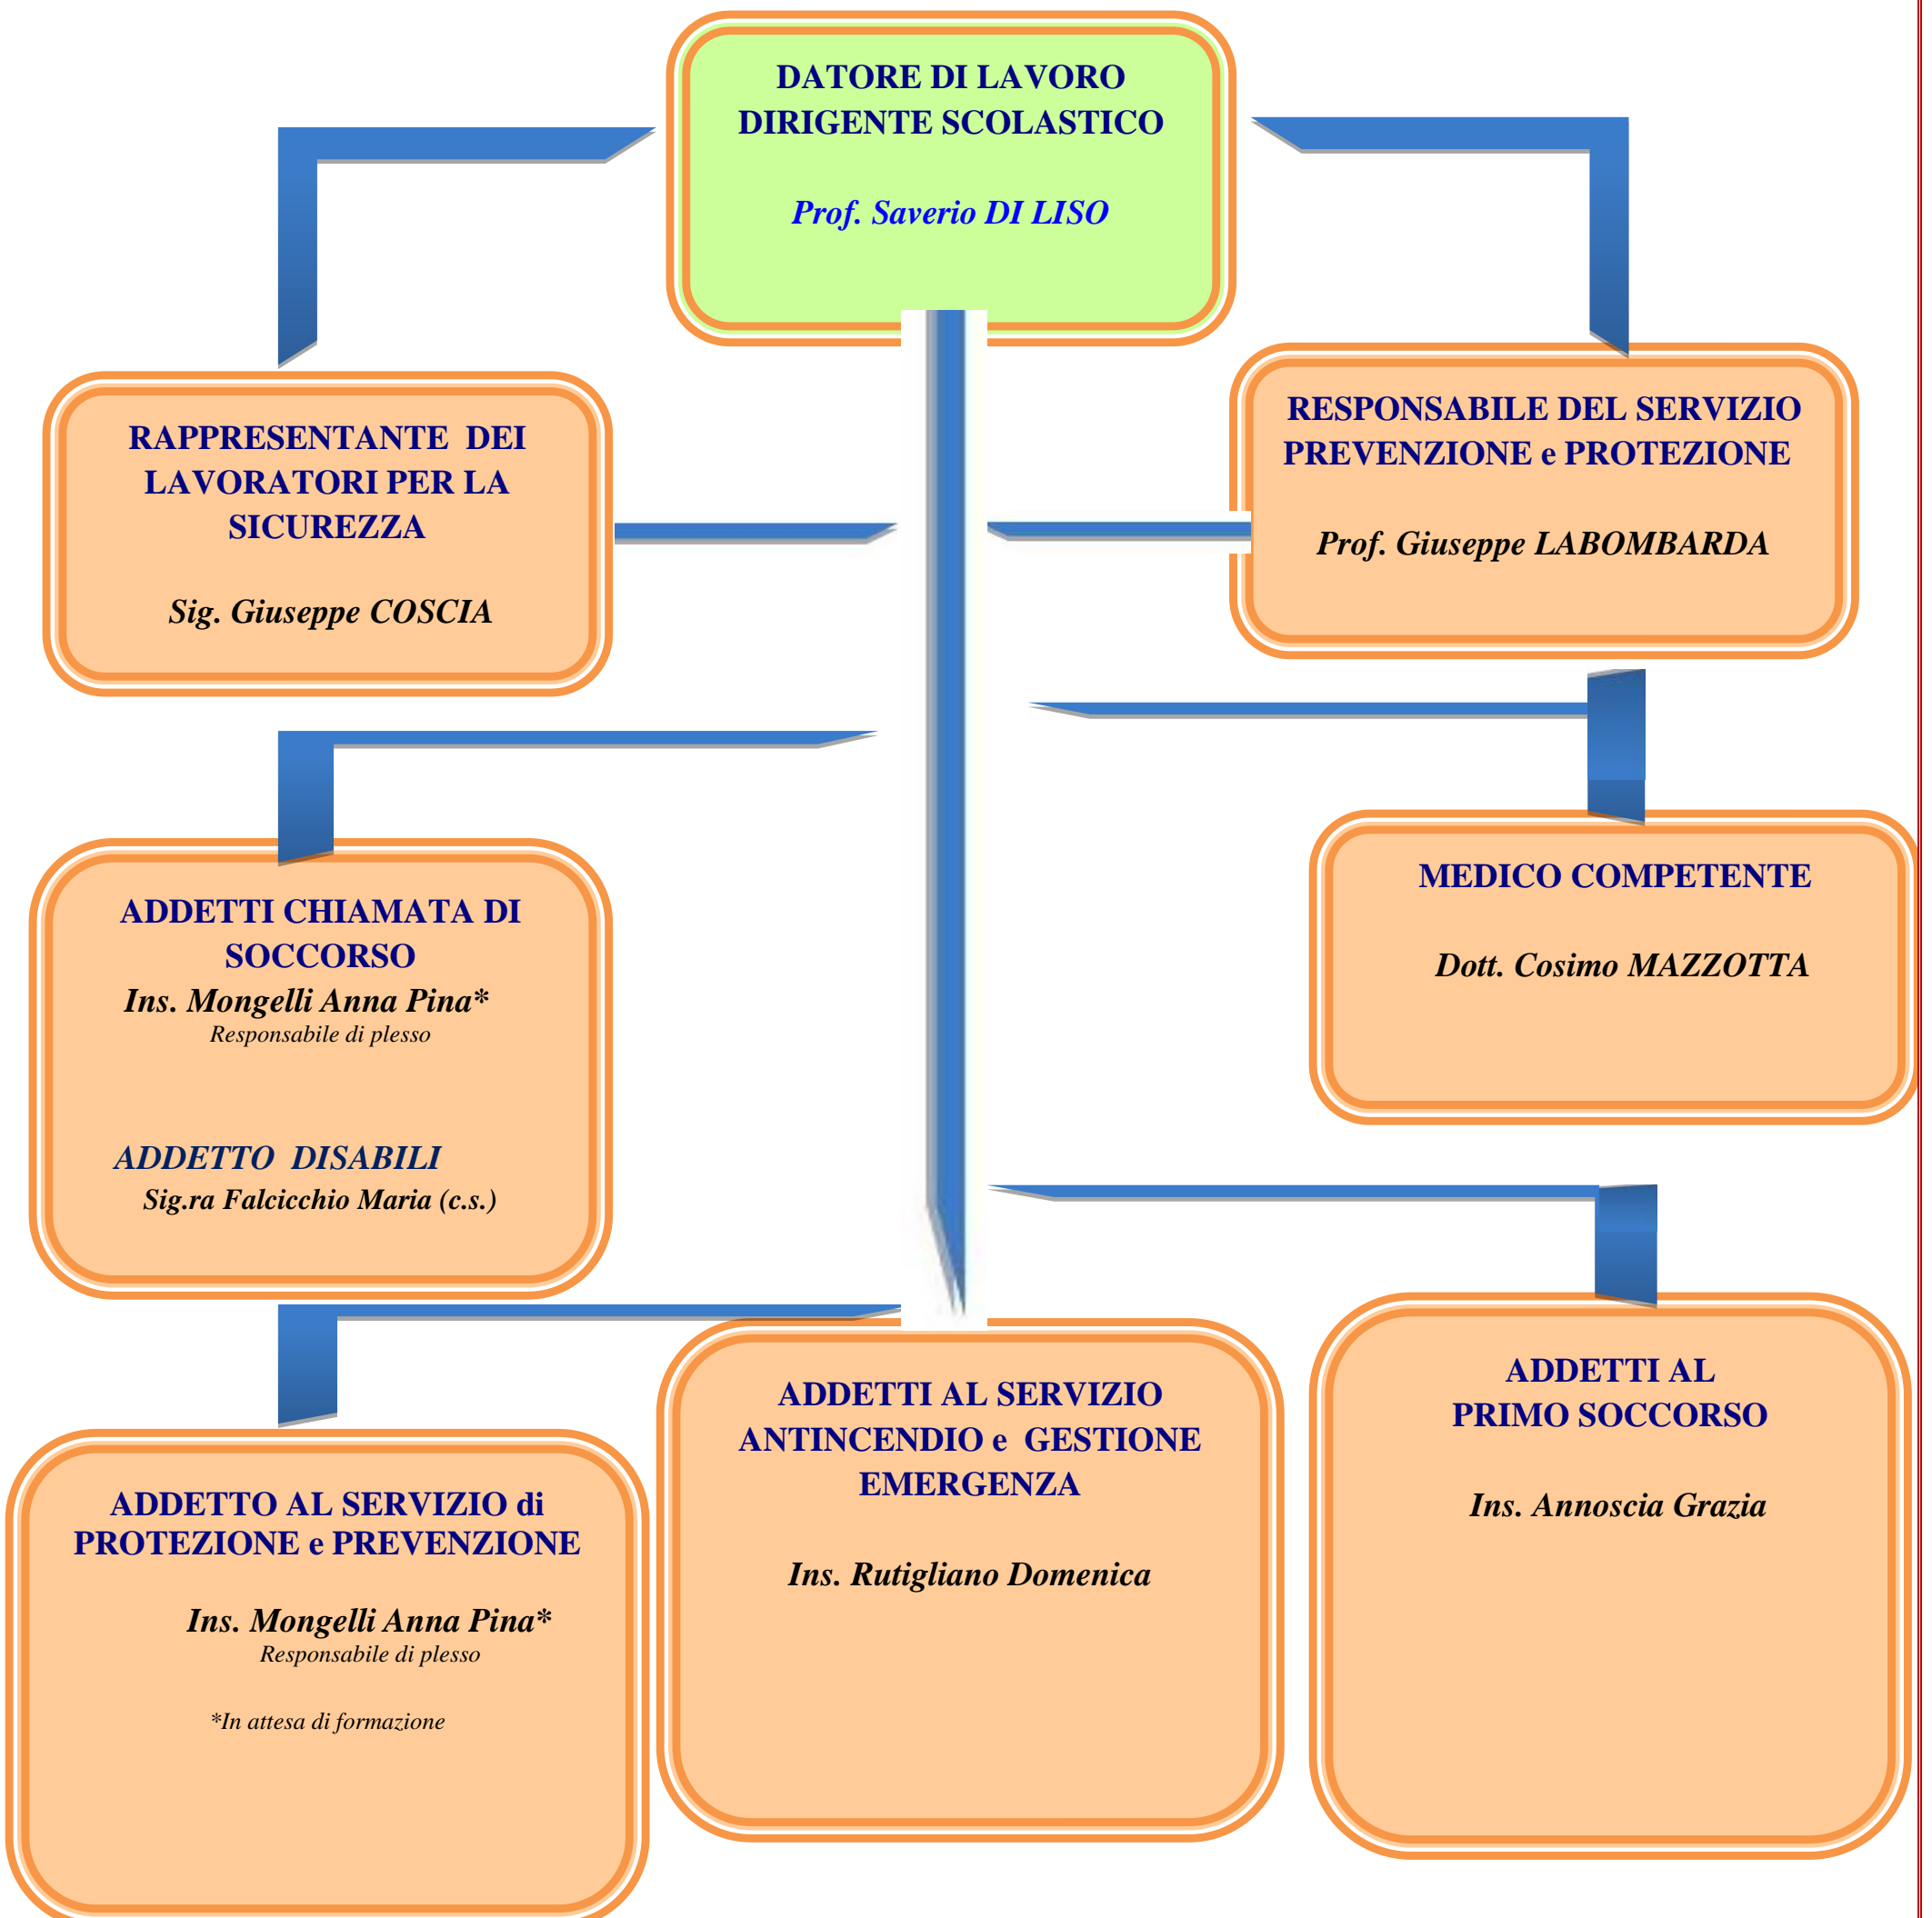 DATORE DI LAVORO
DIRIGENTE SCOLASTICO
Prof. Saverio DI LISO
RAPPRESENTANTE DEI
LAVORATORI PER LA
SICUREZZA
Sig. Giuseppe COSCIA
RESPONSABILE DEL SERVIZIO
PREVENZIONE e PROTEZIONE
Prof. Giuseppe LABOMBARDA
ADDETTI CHIAMATA DI
SOCCORSO
Ins. Mongelli Anna Pina*
Responsabile di plesso
ADDETTO DISABILI
Sig.ra Falcicchio Maria (c.s.)
MEDICO COMPETENTE
Dott. Cosimo MAZZOTTA
ADDETTO AL SERVIZIO di
PROTEZIONE e PREVENZIONE
Ins. Mongelli Anna Pina*
Responsabile di plesso
*In attesa di formazione
ADDETTI AL SERVIZIO
ANTINCENDIO e GESTIONE
EMERGENZA
Ins. Rutigliano Domenica
ADDETTI AL
PRIMO SOCCORSO
Ins. Annoscia Grazia